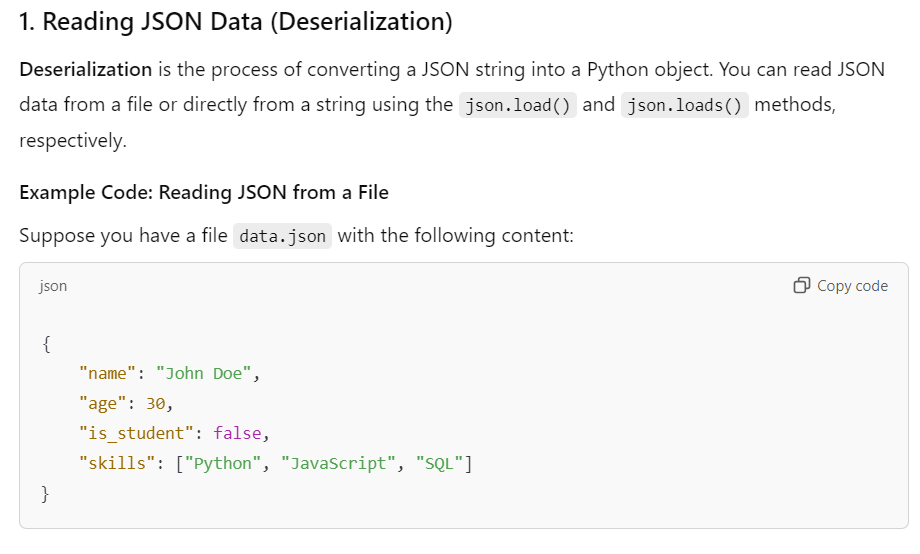 1. Reading JSON Data (Deserialization)
Deserialization is the process of converting a JSON string into a Python object. You can read JSON
data from a file or directly from a string using the json.load() and json.loads() methods,
respectively.
Example Code: Reading JSON from a File
Suppose you have a file data.json with the following content:
json
Copy code
{
    "name": "John Doe",
    "age": 30,
    "is_student": false,
    "skills": ["Python", "JavaScript", "SQL"]
}